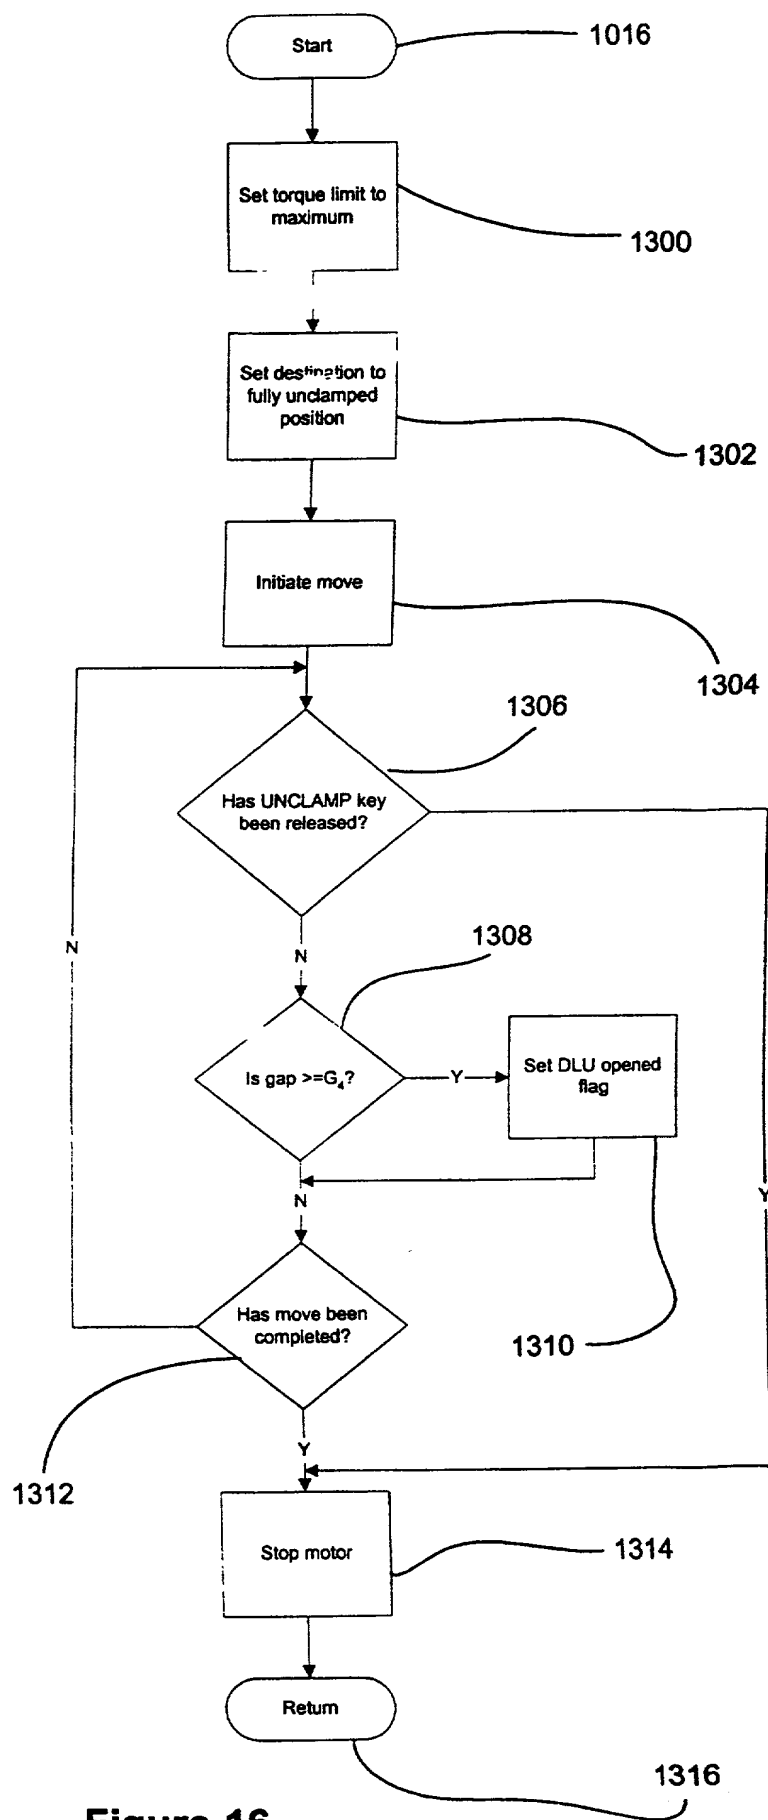 Start
1016
Set torque limit to
maximum
1300
Set destination to
fully unclamped
position
1302
Initiate move
1304
1306
Has UNCLAMP key
been released?
N
N
1308
Is gap >=G₄?
Y
Set DLU opened
flag
Y
N
Has move been
completed?
1310
Y
1312
Stop motor
1314
Return
1316
Figure 16